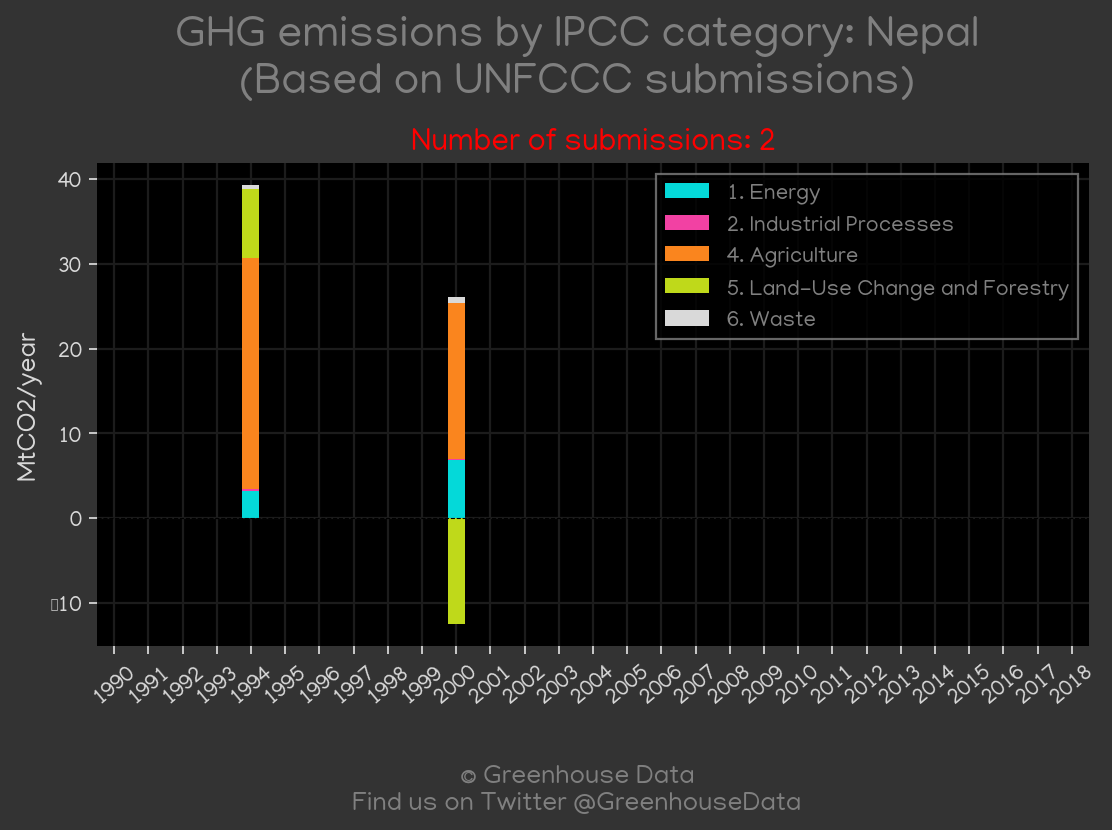 GHG emissions by IPCC category: Nepal
(Based on UNFCCC submissions)
Number of submissions: 2
1. Energy
2. Industrial Processes
4. Agriculture
5. Land-Use Change and Forestry
6. Waste
MtCO2/year
40
30
20
10
0
▯10
1990 1991 1992 1993 1994 1995 1996 1997 1998 1999 2000 2001 2002 2003 2004 2005 2006 2007 2008 2009 2010 2011 2012 2013 2014 2015 2016 2017 2018
© Greenhouse Data
Find us on Twitter @GreenhouseData